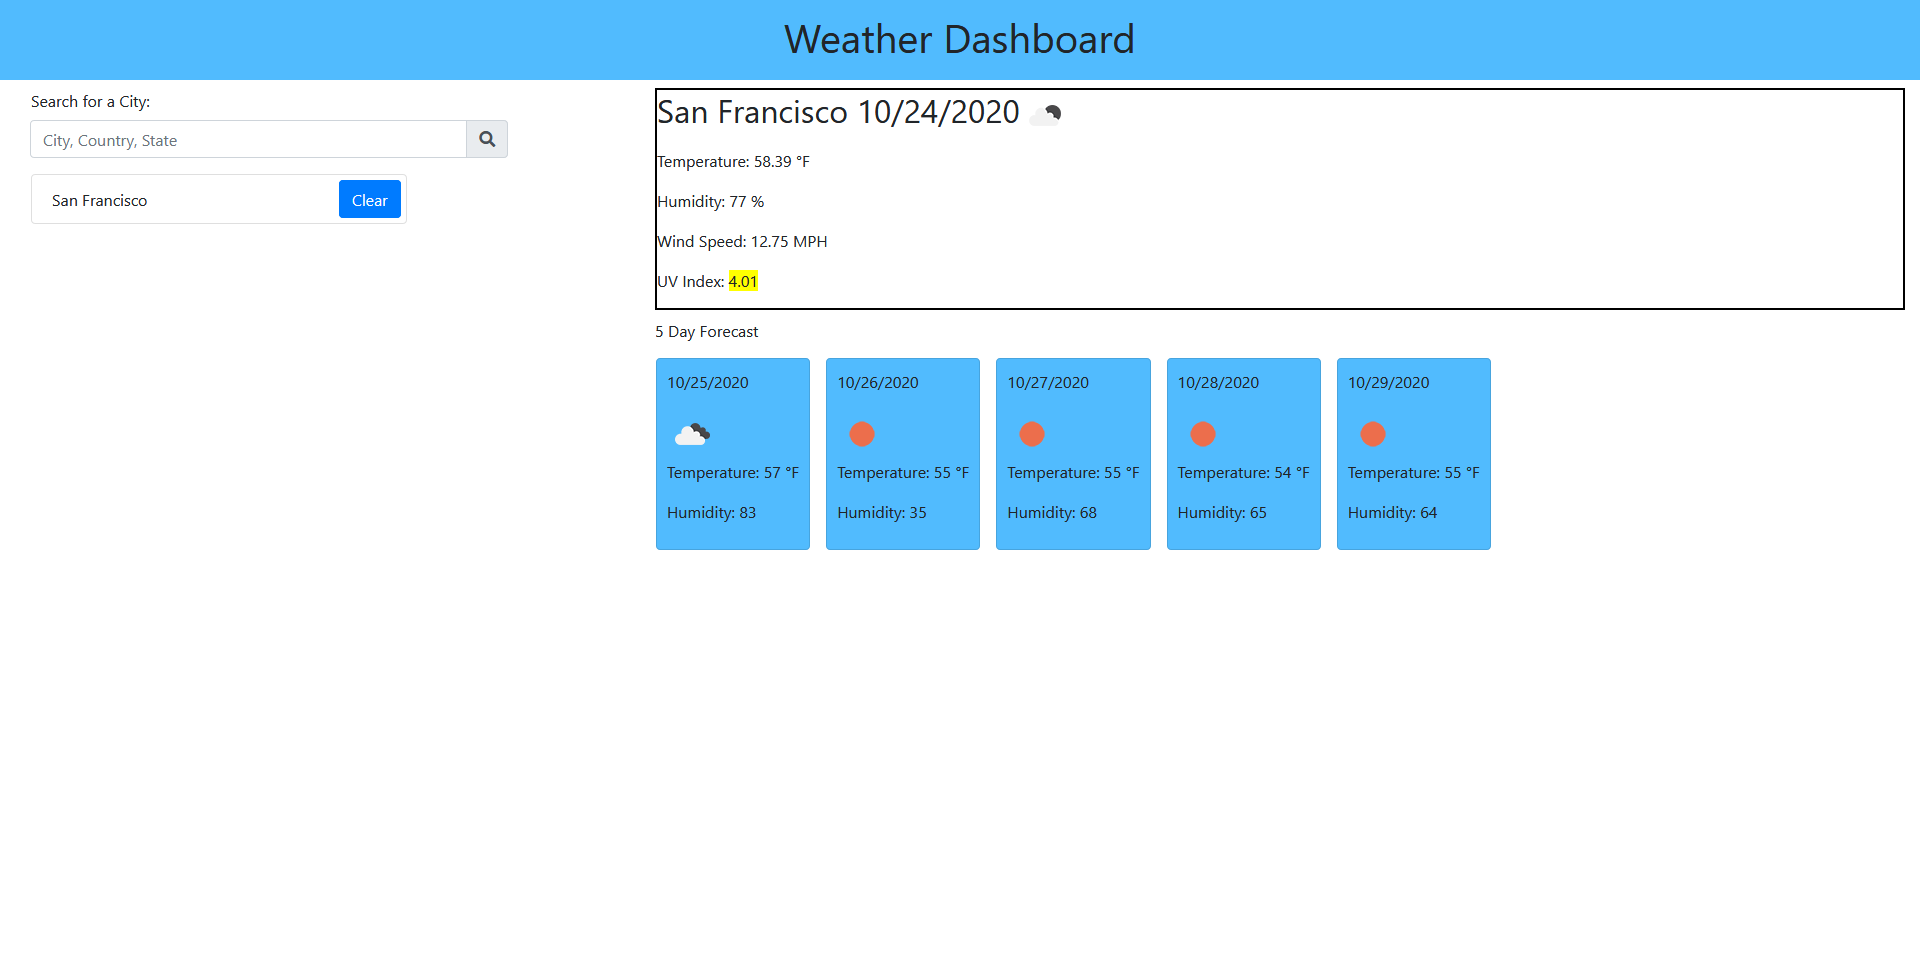 Weather Dashboard
Search for a City:
City, Country, State
San Francisco
Clear
San Francisco 10/24/2020
Temperature: 58.39 °F
Humidity: 77 %
Wind Speed: 12.75 MPH
UV Index: 4.01
5 Day Forecast
10/25/2020
Temperature: 57 °F
Humidity: 83
10/26/2020
Temperature: 55 °F
Humidity: 35
10/27/2020
Temperature: 55 °F
Humidity: 68
10/28/2020
Temperature: 54 °F
Humidity: 65
10/29/2020
Temperature: 55 °F
Humidity: 64